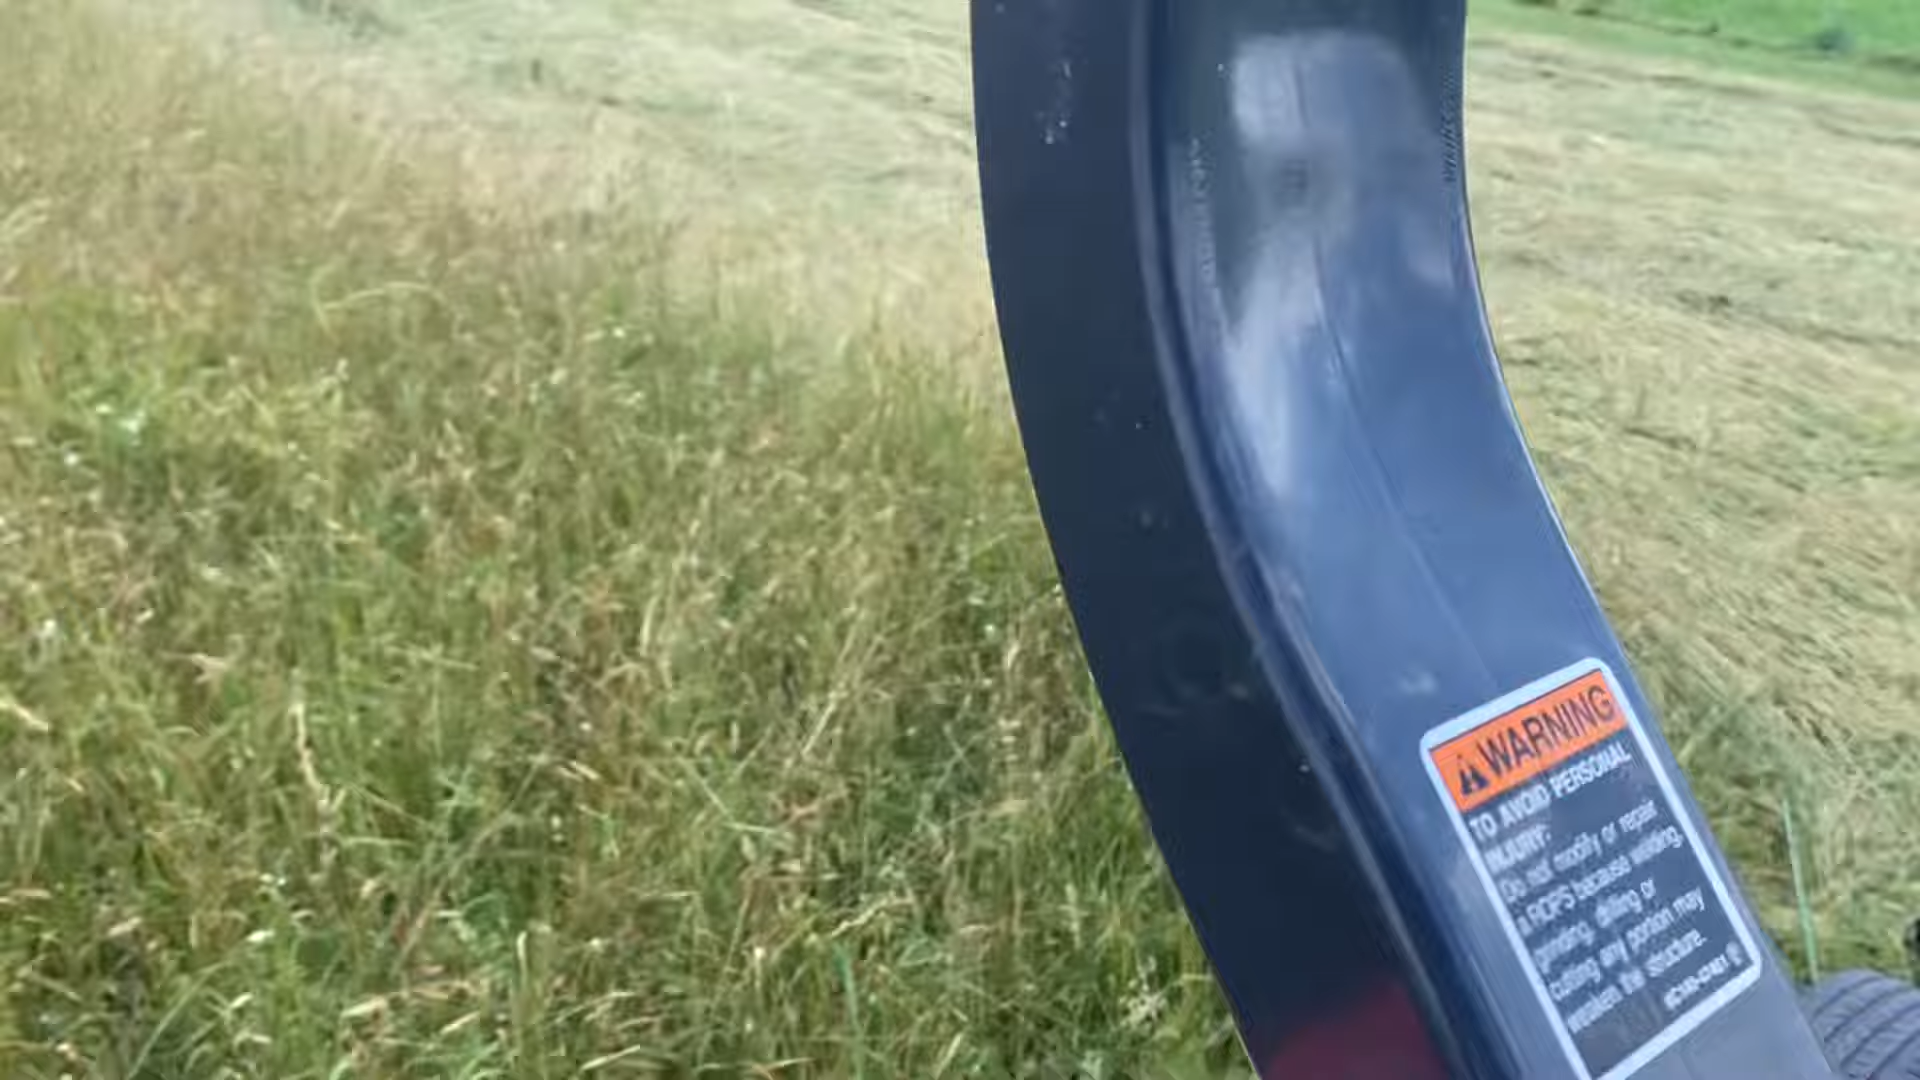 WARNING
TO AVOID PERSONAL
INJURY:
Do not modify or repair
a ROPS because welding,
grinding, drilling or
cutting any portion may
weaken the structure.